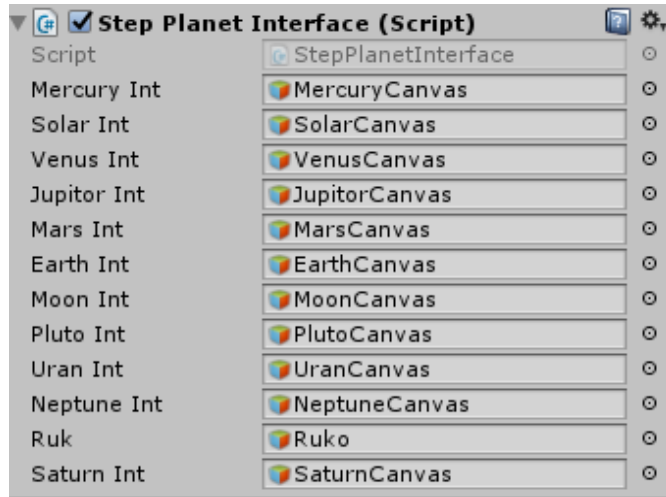 Step Planet Interface (Script)
Script StepPlanetInterface
Mercury Int MercuryCanvas
Solar Int SolarCanvas
Venus Int VenusCanvas
Jupitor Int JupitorCanvas
Mars Int MarsCanvas
Earth Int EarthCanvas
Moon Int MoonCanvas
Pluto Int PlutoCanvas
Uran Int UranCanvas
Neptune Int NeptuneCanvas
Ruk Ruko
Saturn Int SaturnCanvas